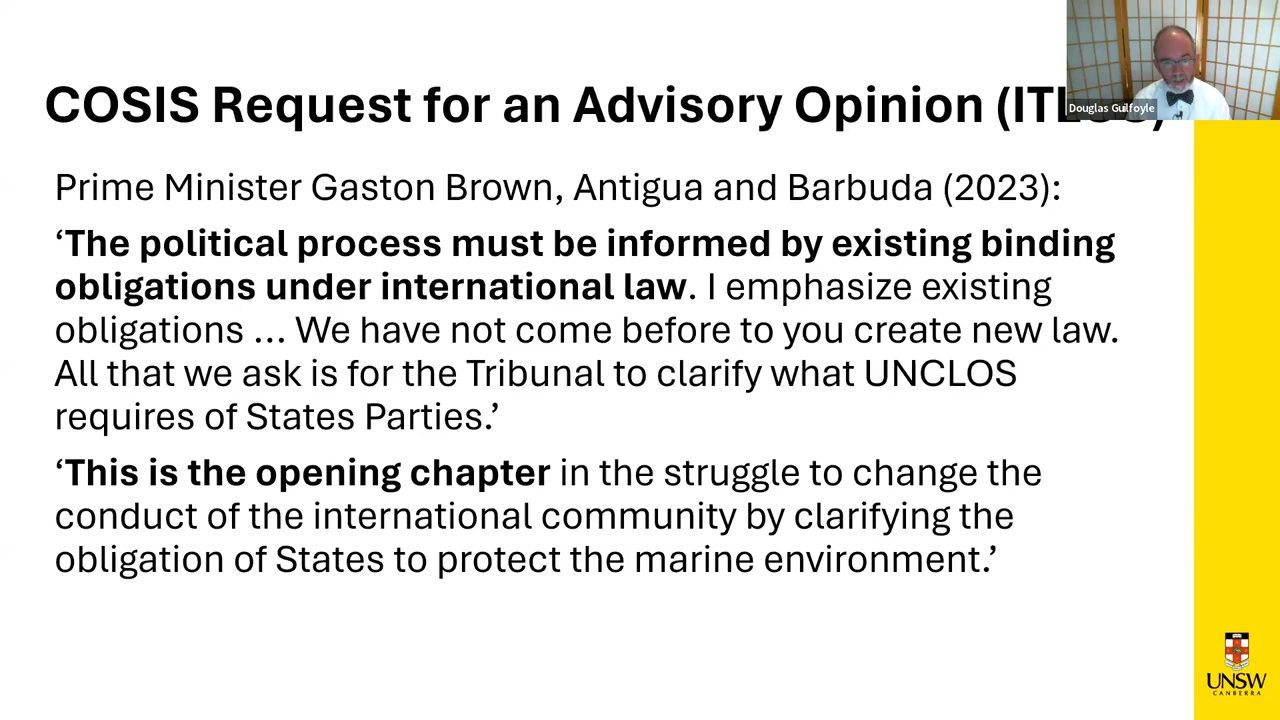 COSIS Request for an Advisory Opinion
Douglas Guilfoyle
Prime Minister Gaston Brown, Antigua and Barbuda (2023):
‘The political process must be informed by existing binding
obligations under international law. I emphasize existing
obligations … We have not come before to you create new law.
All that we ask is for the Tribunal to clarify what UNCLOS
requires of States Parties.’
‘This is the opening chapter in the struggle to change the
conduct of the international community by clarifying the
obligation of States to protect the marine environment.’
UNSW
CANBERRA